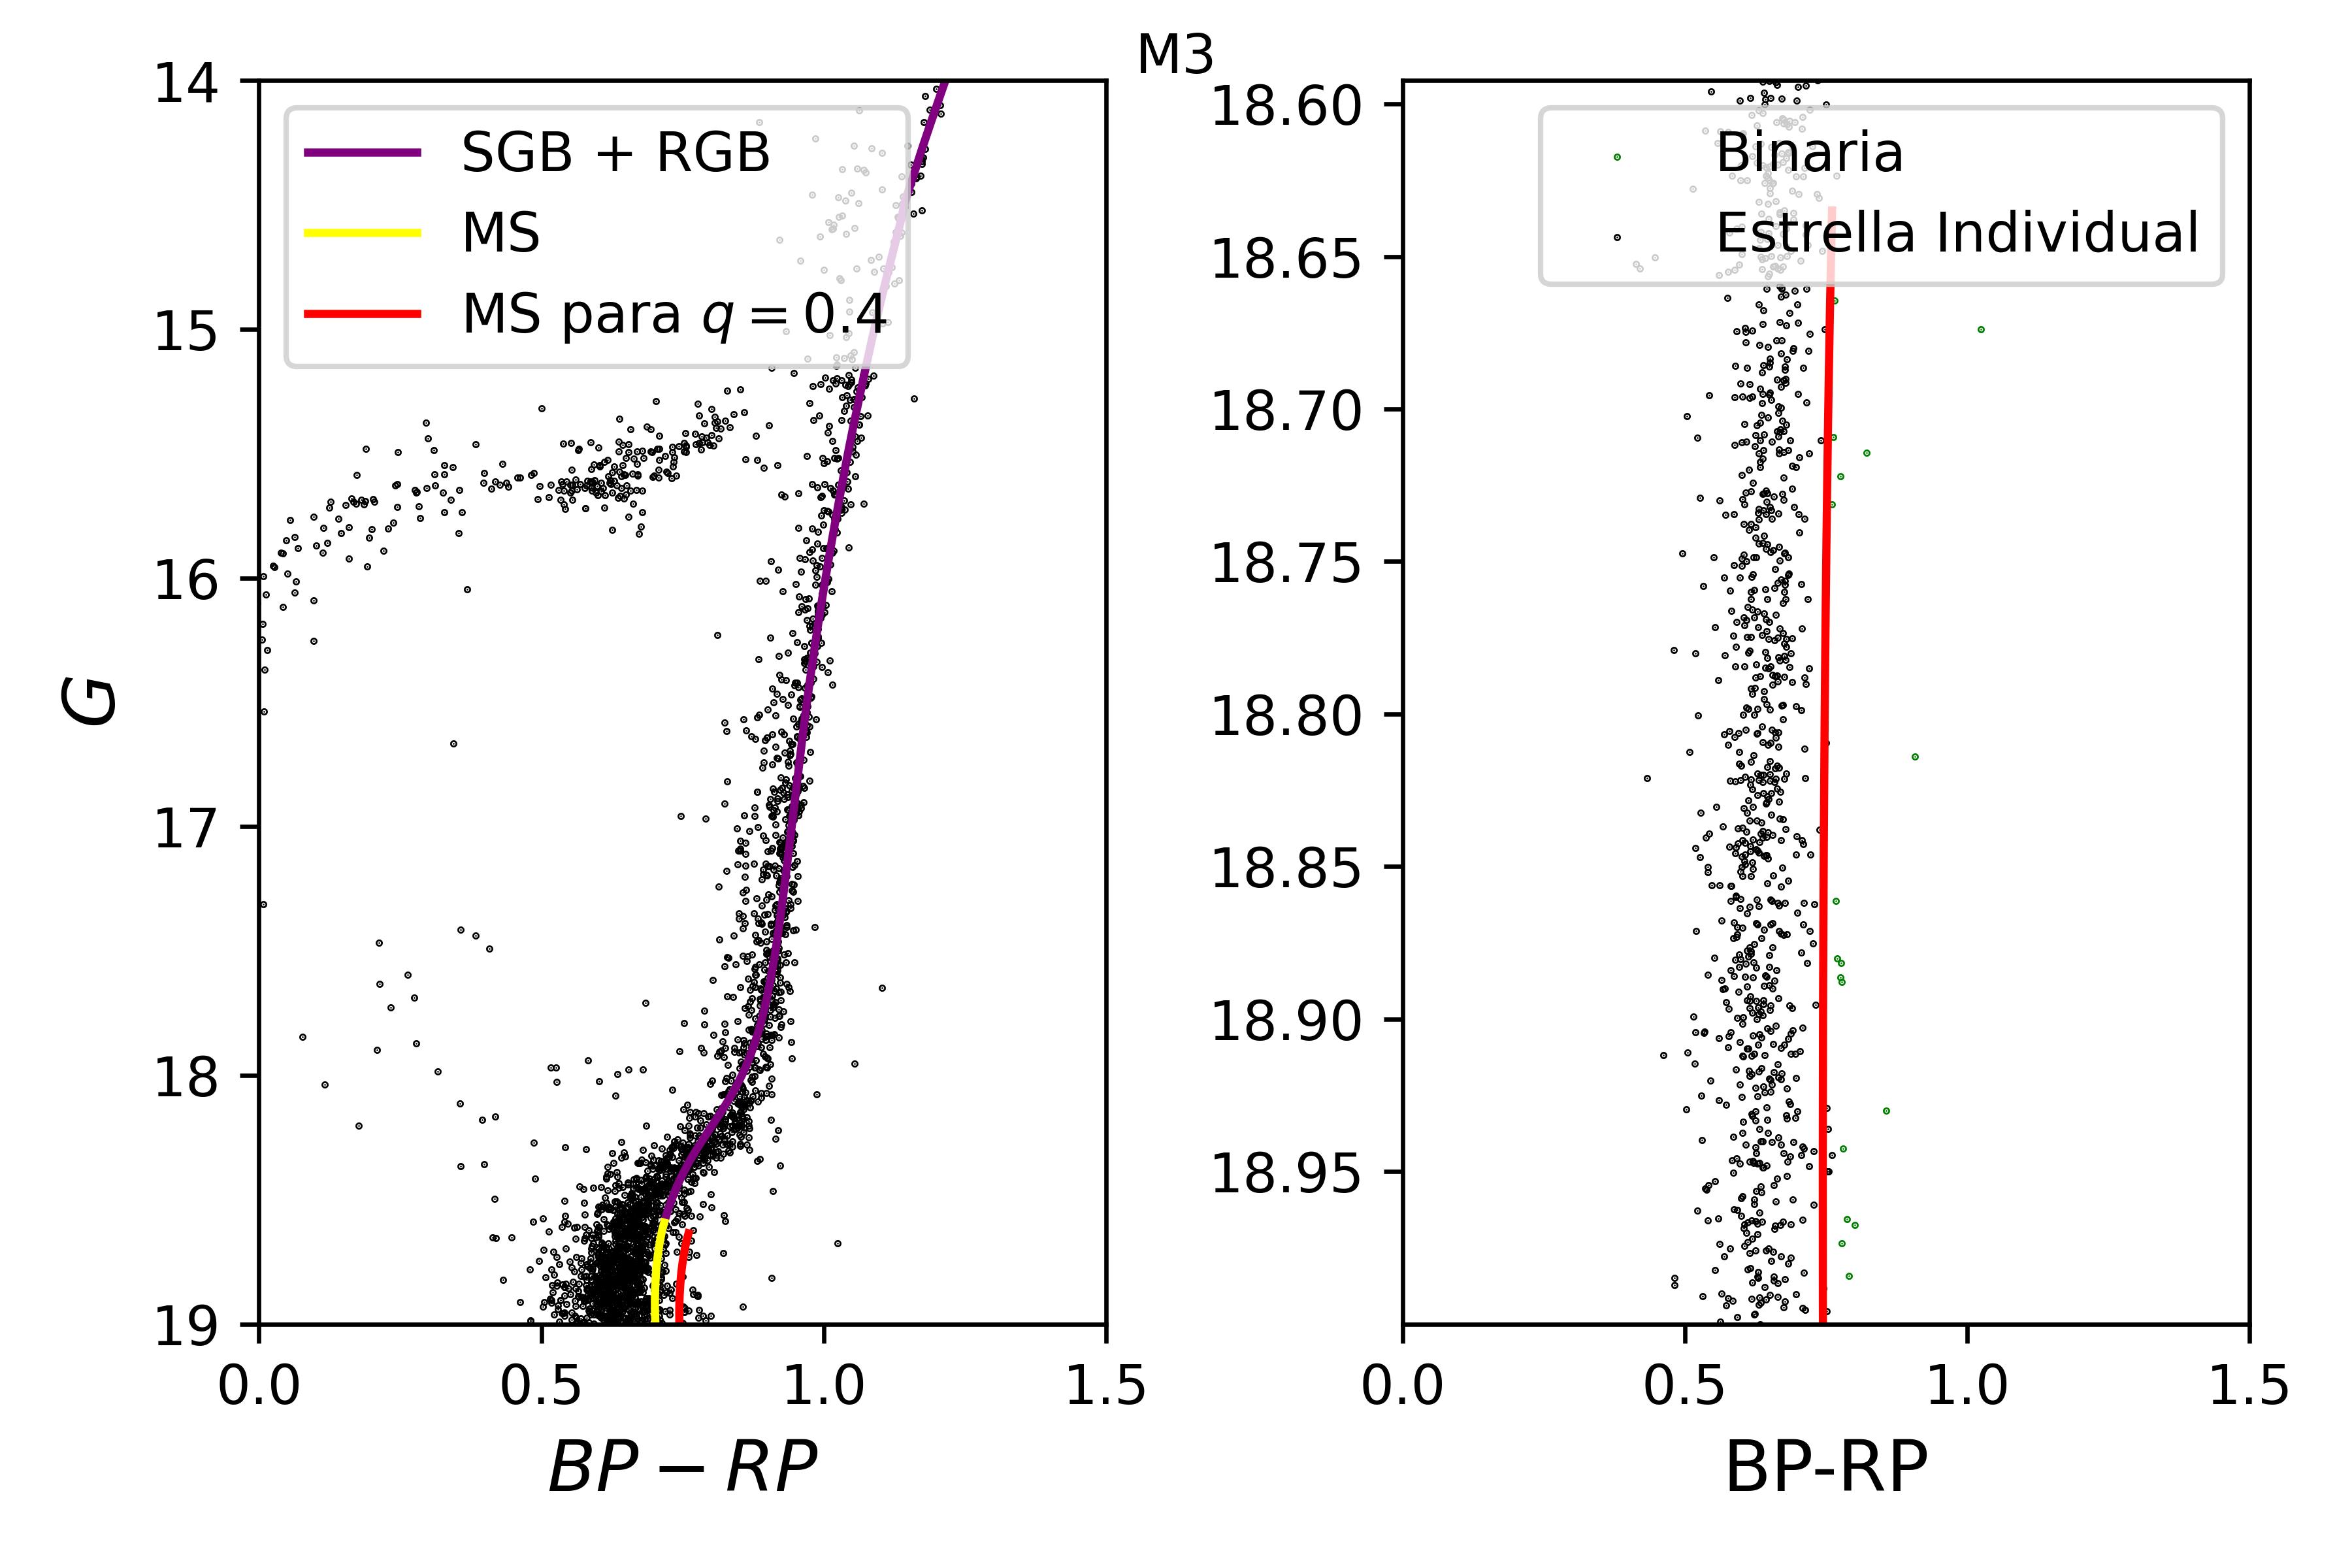 M3
14
15
16
17
18
19
G
SGB + RGB
MS
MS para q = 0.4
0.0 0.5 1.0 1.5
BP − RP
18.60
18.65
18.70
18.75
18.80
18.85
18.90
18.95
Binaria
Estrella Individual
0.0 0.5 1.0 1.5
BP-RP